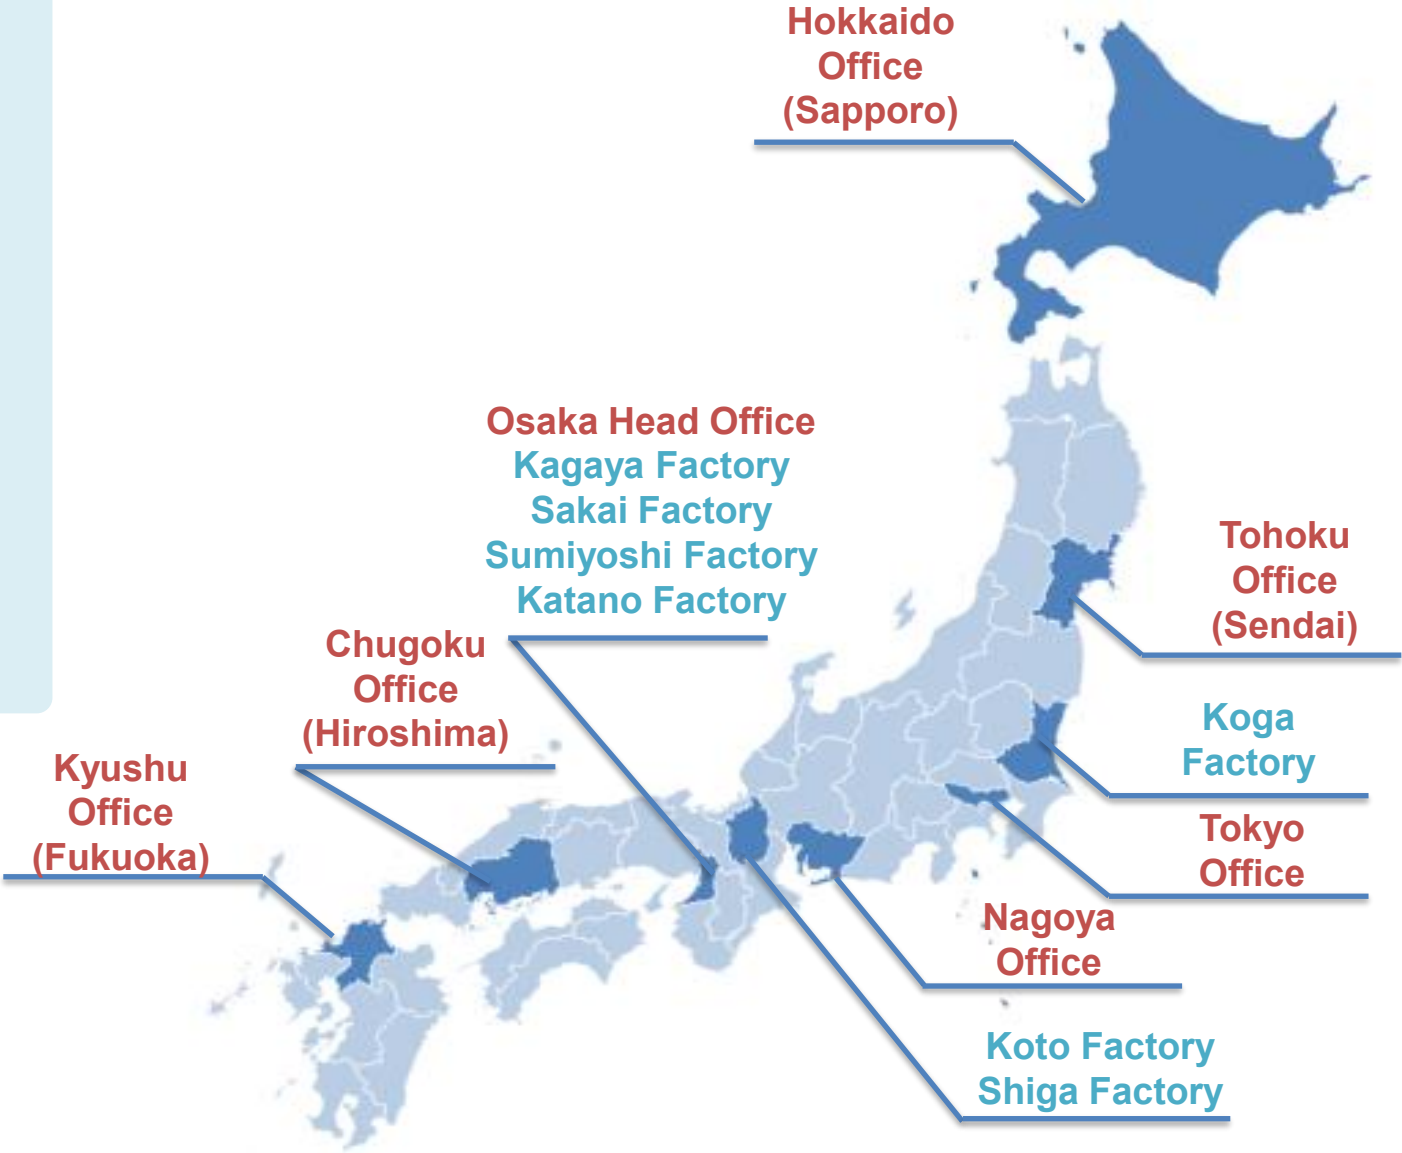 Hokkaido
Office
(Sapporo)
Osaka Head Office
Kagaya Factory
Sakai Factory
Sumiyoshi Factory
Katano Factory
Tohoku
Office
(Sendai)
Chugoku
Office
(Hiroshima)
Koga
Factory
Kyushu
Office
(Fukuoka)
Tokyo
Office
Nagoya
Office
Koto Factory
Shiga Factory